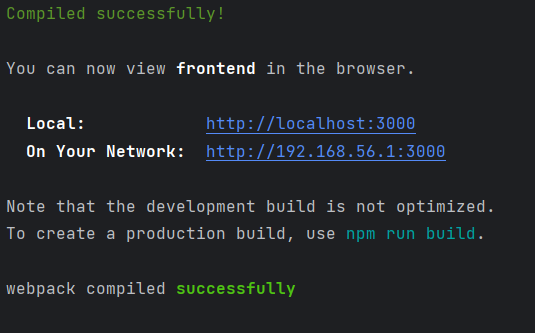 Compiled successfully!
You can now view frontend in the browser.
Local: http://localhost:3000
On Your Network: http://192.168.56.1:3000
Note that the development build is not optimized.
To create a production build, use npm run build.
webpack compiled successfully